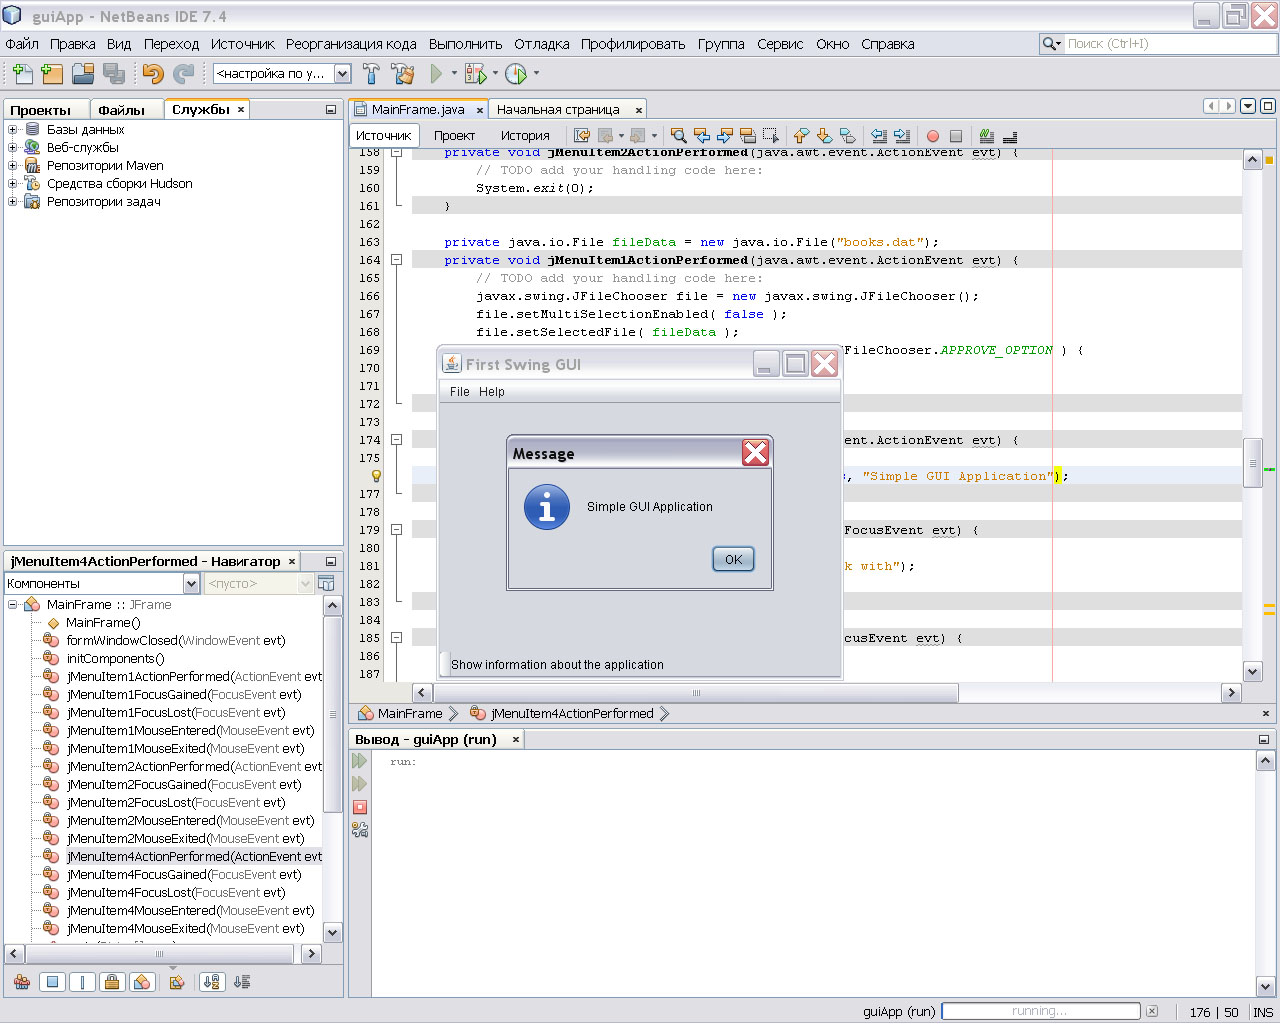 guiApp - NetBeans IDE 7.4
Файл Правка Вид Переход Источник Реорганизация кода Выполнить Отладка Профилировать Группа Сервис Окно Справка
Поиск (Ctrl+I)
<настройка по у...
Проекты Файлы Службы
Базы данных
Веб-службы
Репозитории Maven
Средства сборки Hudson
Репозитории задач
MainFrame.java Начальная страница
Источник Проект История
158 private void jMenuItem2ActionPerformed(java.awt.event.ActionEvent evt) {
159 // TODO add your handling code here:
160 System.exit(0);
161 }
162
163 private java.io.File fileData = new java.io.File("books.dat");
164 private void jMenuItem1ActionPerformed(java.awt.event.ActionEvent evt) {
165 // TODO add your handling code here:
166 javax.swing.JFileChooser file = new javax.swing.JFileChooser();
167 file.setMultiSelectionEnabled( false );
168 file.setSelectedFile( fileData );
169 FileChooser.APPROVE_OPTION ) {
170
171
172
173
174 ent.ActionEvent evt) {
175
, "Simple GUI Application");
177
178
179 FocusEvent evt) {
180
181 k with");
182
183
184
185 ocusEvent evt) {
186
187
First Swing GUI
File Help
Message
Simple GUI Application
OK
Show information about the application
jMenuItem4ActionPerformed - Навигатор
Компоненты <пусто>
MainFrame :: JFrame
MainFrame()
formWindowClosed(WindowEvent evt)
initComponents()
jMenuItem1ActionPerformed(ActionEvent evt
jMenuItem1FocusGained(FocusEvent evt)
jMenuItem1FocusLost(FocusEvent evt)
jMenuItem1MouseEntered(MouseEvent evt)
jMenuItem1MouseExited(MouseEvent evt)
jMenuItem2ActionPerformed(ActionEvent evt
jMenuItem2FocusGained(FocusEvent evt)
jMenuItem2FocusLost(FocusEvent evt)
jMenuItem2MouseEntered(MouseEvent evt)
jMenuItem2MouseExited(MouseEvent evt)
jMenuItem4ActionPerformed(ActionEvent evt
jMenuItem4FocusGained(FocusEvent evt)
jMenuItem4FocusLost(FocusEvent evt)
jMenuItem4MouseEntered(MouseEvent evt)
jMenuItem4MouseExited(MouseEvent evt)
MainFrame jMenuItem4ActionPerformed
Вывод - guiApp (run)
run:
guiApp (run) running... 176 | 50 INS